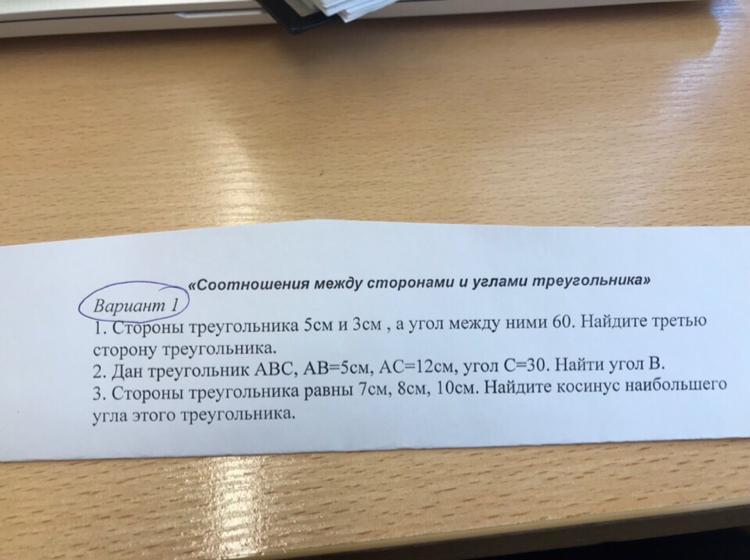 «Соотношения между сторонами и углами треугольника»
Вариант 1
1. Стороны треугольника 5см и 3см , а угол между ними 60. Найдите третью
сторону треугольника.
2. Дан треугольник АВС, АВ=5см, АС=12см, угол С=30. Найти угол В.
3. Стороны треугольника равны 7см, 8см, 10см. Найдите косинус наибольшего
угла этого треугольника.